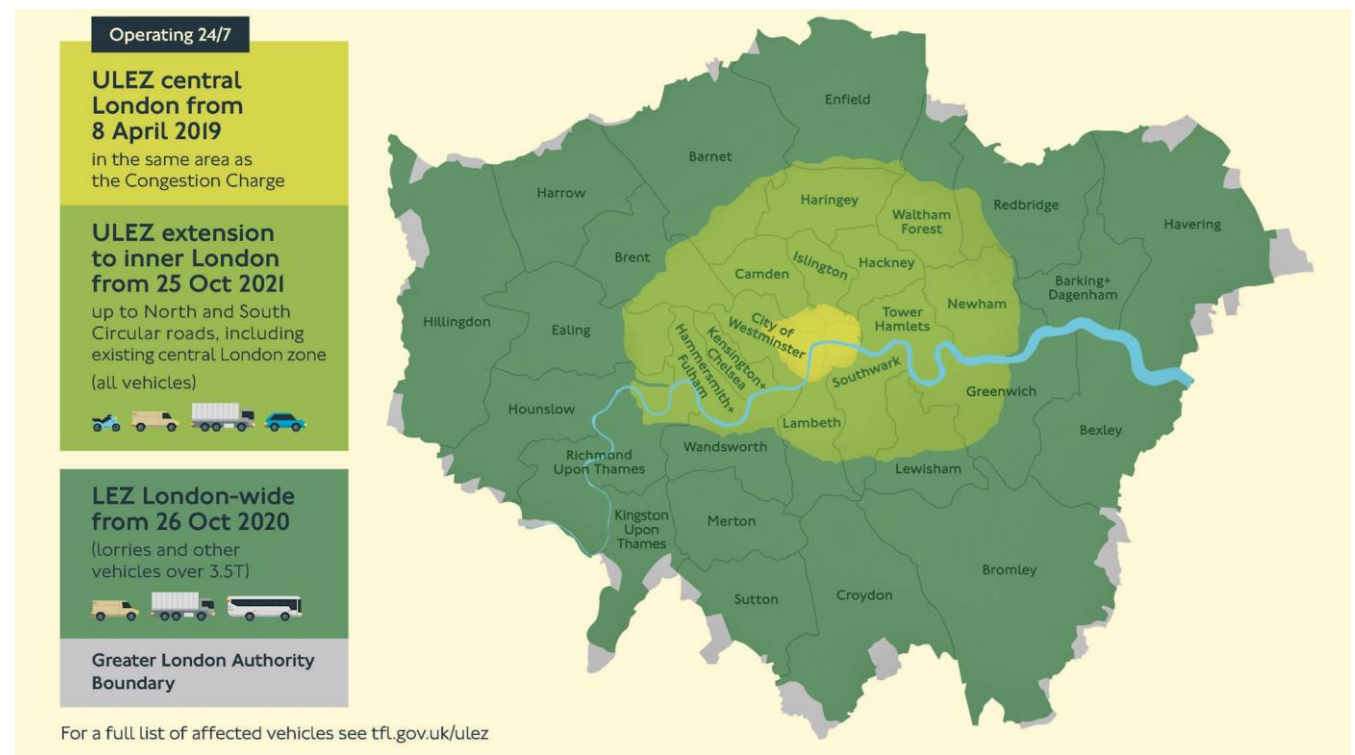 Operating 24/7
ULEZ central
London from
8 April 2019
in the same area as
the Congestion Charge
ULEZ extension
to inner London
from 25 Oct 2021
up to North and South
Circular roads, including
existing central London zone
(all vehicles)
LEZ London-wide
from 26 Oct 2020
(lorries and other
vehicles over 3.5T)
Greater London Authority
Boundary
For a full list of affected vehicles see tfl.gov.uk/ulez
Enfield
Barnet
Harrow
Haringey
Waltham
Forest
Redbridge
Havering
Brent
Camden
Islington
Hackney
Barking+
Dagenham
Hillingdon
Ealing
City of
Westminster
Tower
Hamlets
Newham
Kensington+
Chelsea
Hammersmith+
Fulham
Southwark
Greenwich
Hounslow
Bexley
Lambeth
Wandsworth
Richmond
Upon Thames
Lewisham
Kingston
Upon
Thames
Merton
Bromley
Sutton
Croydon